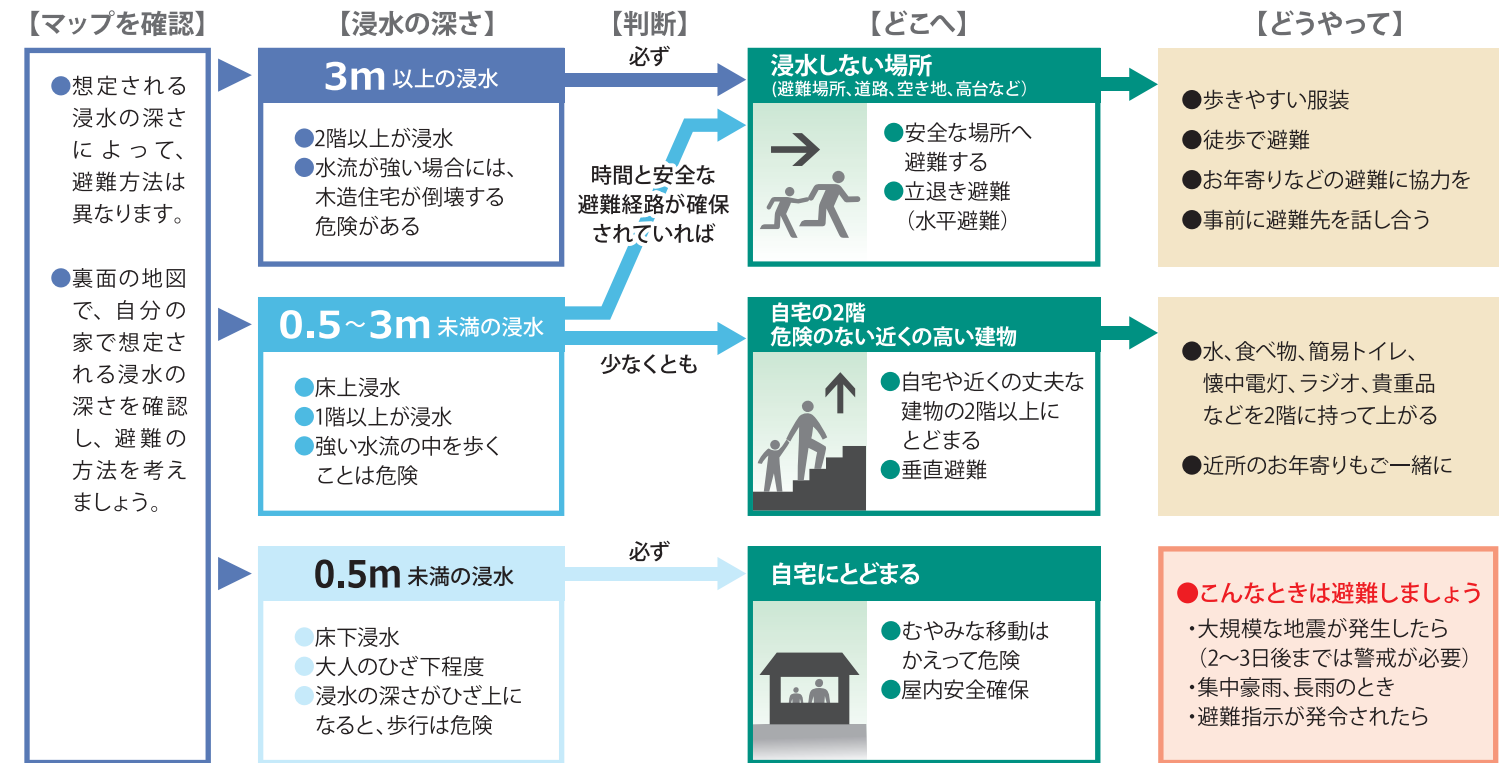 【マップを確認】
●想定される
浸水の深さ
によって、
避難方法は
異なります。
●裏面の地図
で、自分の
家で想定さ
れる浸水の
深さを確認
し、避難の
方法を考え
ましょう。
【浸水の深さ】
3m 以上の浸水
●2階以上が浸水
●水流が強い場合には、
木造住宅が倒壊する
危険がある
0.5～3m 未満の浸水
●床上浸水
●1階以上が浸水
●強い水流の中を歩く
ことは危険
0.5m 未満の浸水
●床下浸水
●大人のひざ下程度
●浸水の深さがひざ上に
なると、歩行は危険
【判断】
必ず
時間と安全な
避難経路が確保
されていれば
少なくとも
必ず
【どこへ】
浸水しない場所
(避難場所、道路、空き地、高台など)
●安全な場所へ
避難する
●立退き避難
（水平避難）
自宅の2階
危険のない近くの高い建物
●自宅や近くの丈夫な
建物の2階以上に
とどまる
●垂直避難
自宅にとどまる
●むやみな移動は
かえって危険
●屋内安全確保
【どうやって】
●歩きやすい服装
●徒歩で避難
●お年寄りなどの避難に協力を
●事前に避難先を話し合う
●水、食べ物、簡易トイレ、
懐中電灯、ラジオ、貴重品
などを2階に持って上がる
●近所のお年寄りもご一緒に
●こんなときは避難しましょう
・大規模な地震が発生したら
（2～3日後までは警戒が必要）
・集中豪雨、長雨のとき
・避難指示が発令されたら